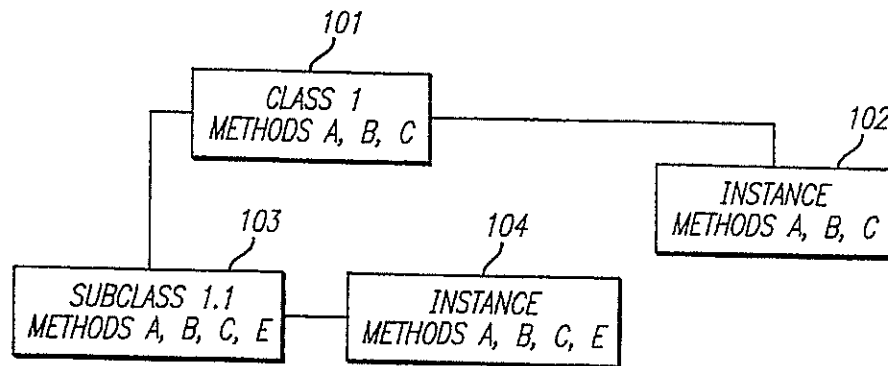 101
CLASS 1
METHODS A, B, C
102
INSTANCE
METHODS A, B, C
103
SUBCLASS 1.1
METHODS A, B, C, E
104
INSTANCE
METHODS A, B, C, E